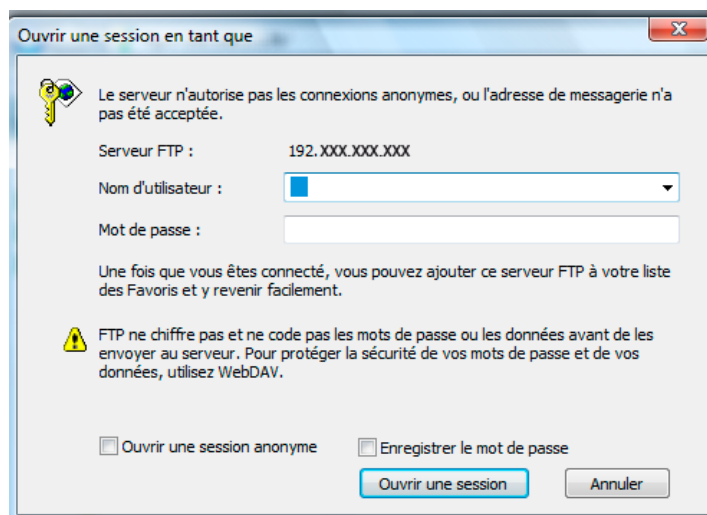 Ouvrir une session en tant que
Le serveur n'autorise pas les connexions anonymes, ou l'adresse de messagerie n'a
pas été acceptée.
Serveur FTP : 192.XXX.XXX.XXX
Nom d'utilisateur :
Mot de passe :
Une fois que vous êtes connecté, vous pouvez ajouter ce serveur FTP à votre liste
des Favoris et y revenir facilement.
FTP ne chiffre pas et ne code pas les mots de passe ou les données avant de les
envoyer au serveur. Pour protéger la sécurité de vos mots de passe et de vos
données, utilisez WebDAV.
Ouvrir une session anonyme Enregistrer le mot de passe
Ouvrir une session Annuler